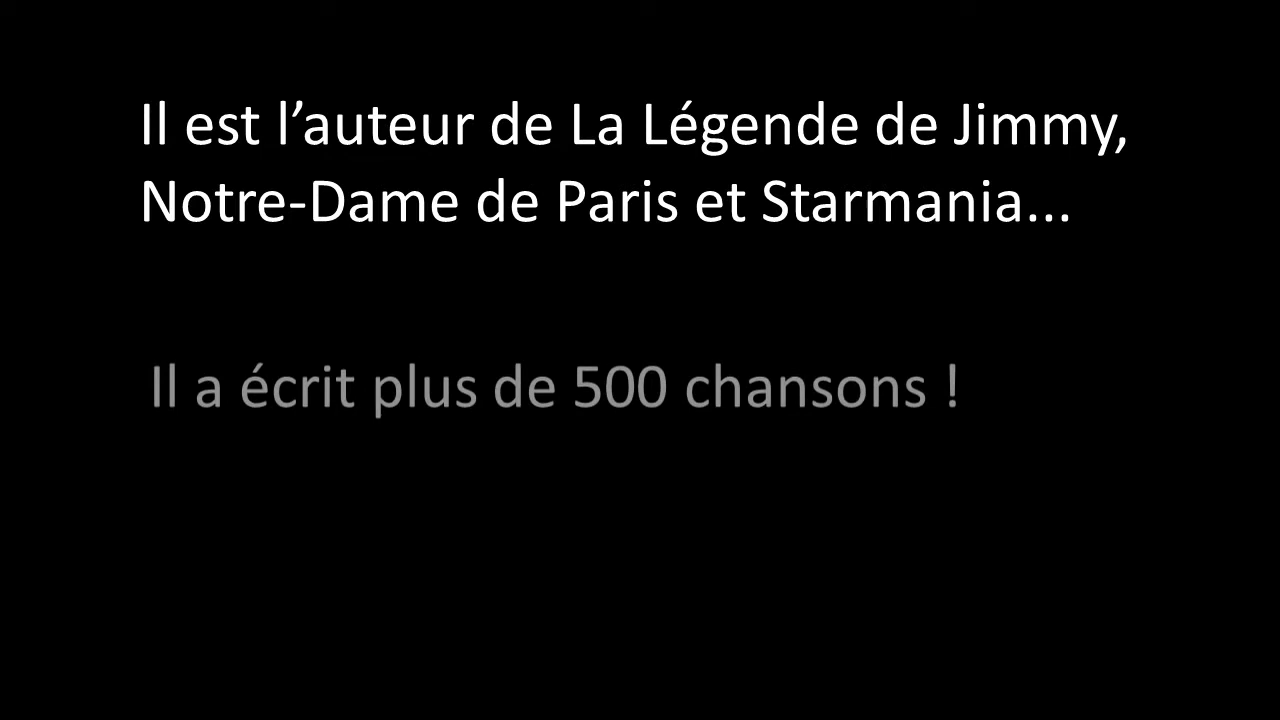 Il est l’auteur de La Légende de Jimmy,
Notre-Dame de Paris et Starmania...
Il a écrit plus de 500 chansons !